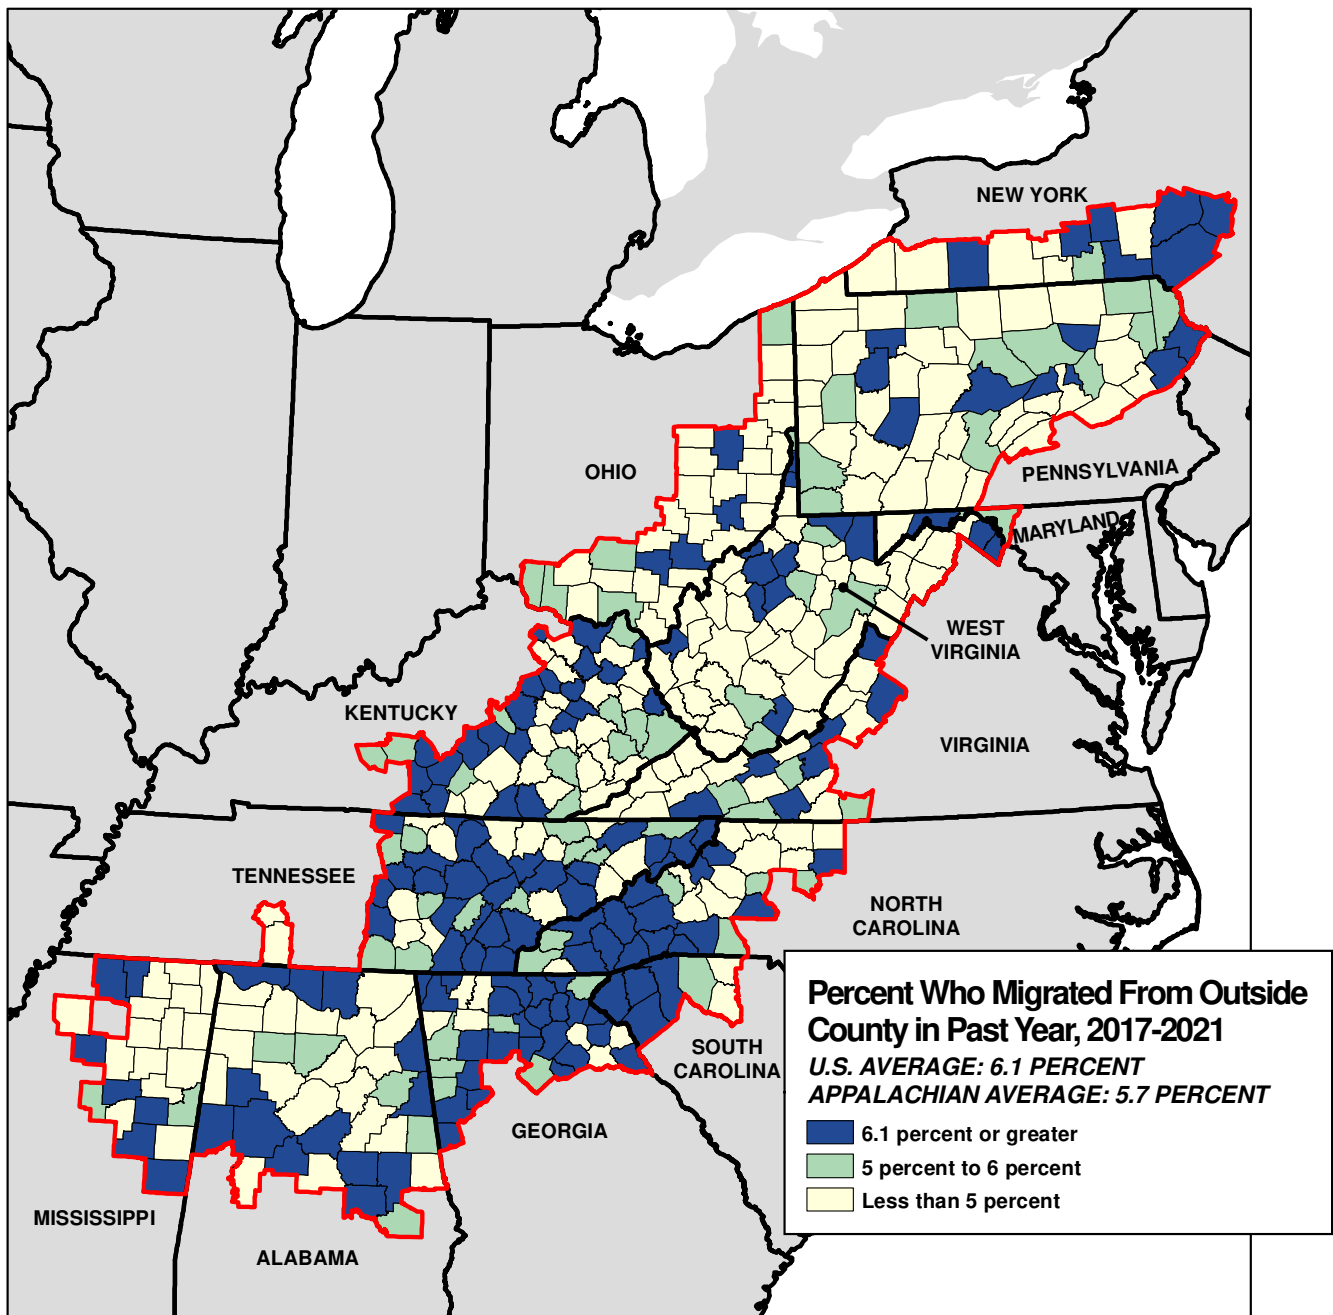 NEW YORK
OHIO
PENNSYLVANIA
MARYLAND
WEST
VIRGINIA
KENTUCKY
VIRGINIA
TENNESSEE
NORTH
CAROLINA
Percent Who Migrated From Outside
County in Past Year, 2017-2021
U.S. AVERAGE: 6.1 PERCENT
APPALACHIAN AVERAGE: 5.7 PERCENT
6.1 percent or greater
5 percent to 6 percent
Less than 5 percent
SOUTH
CAROLINA
GEORGIA
MISSISSIPPI
ALABAMA